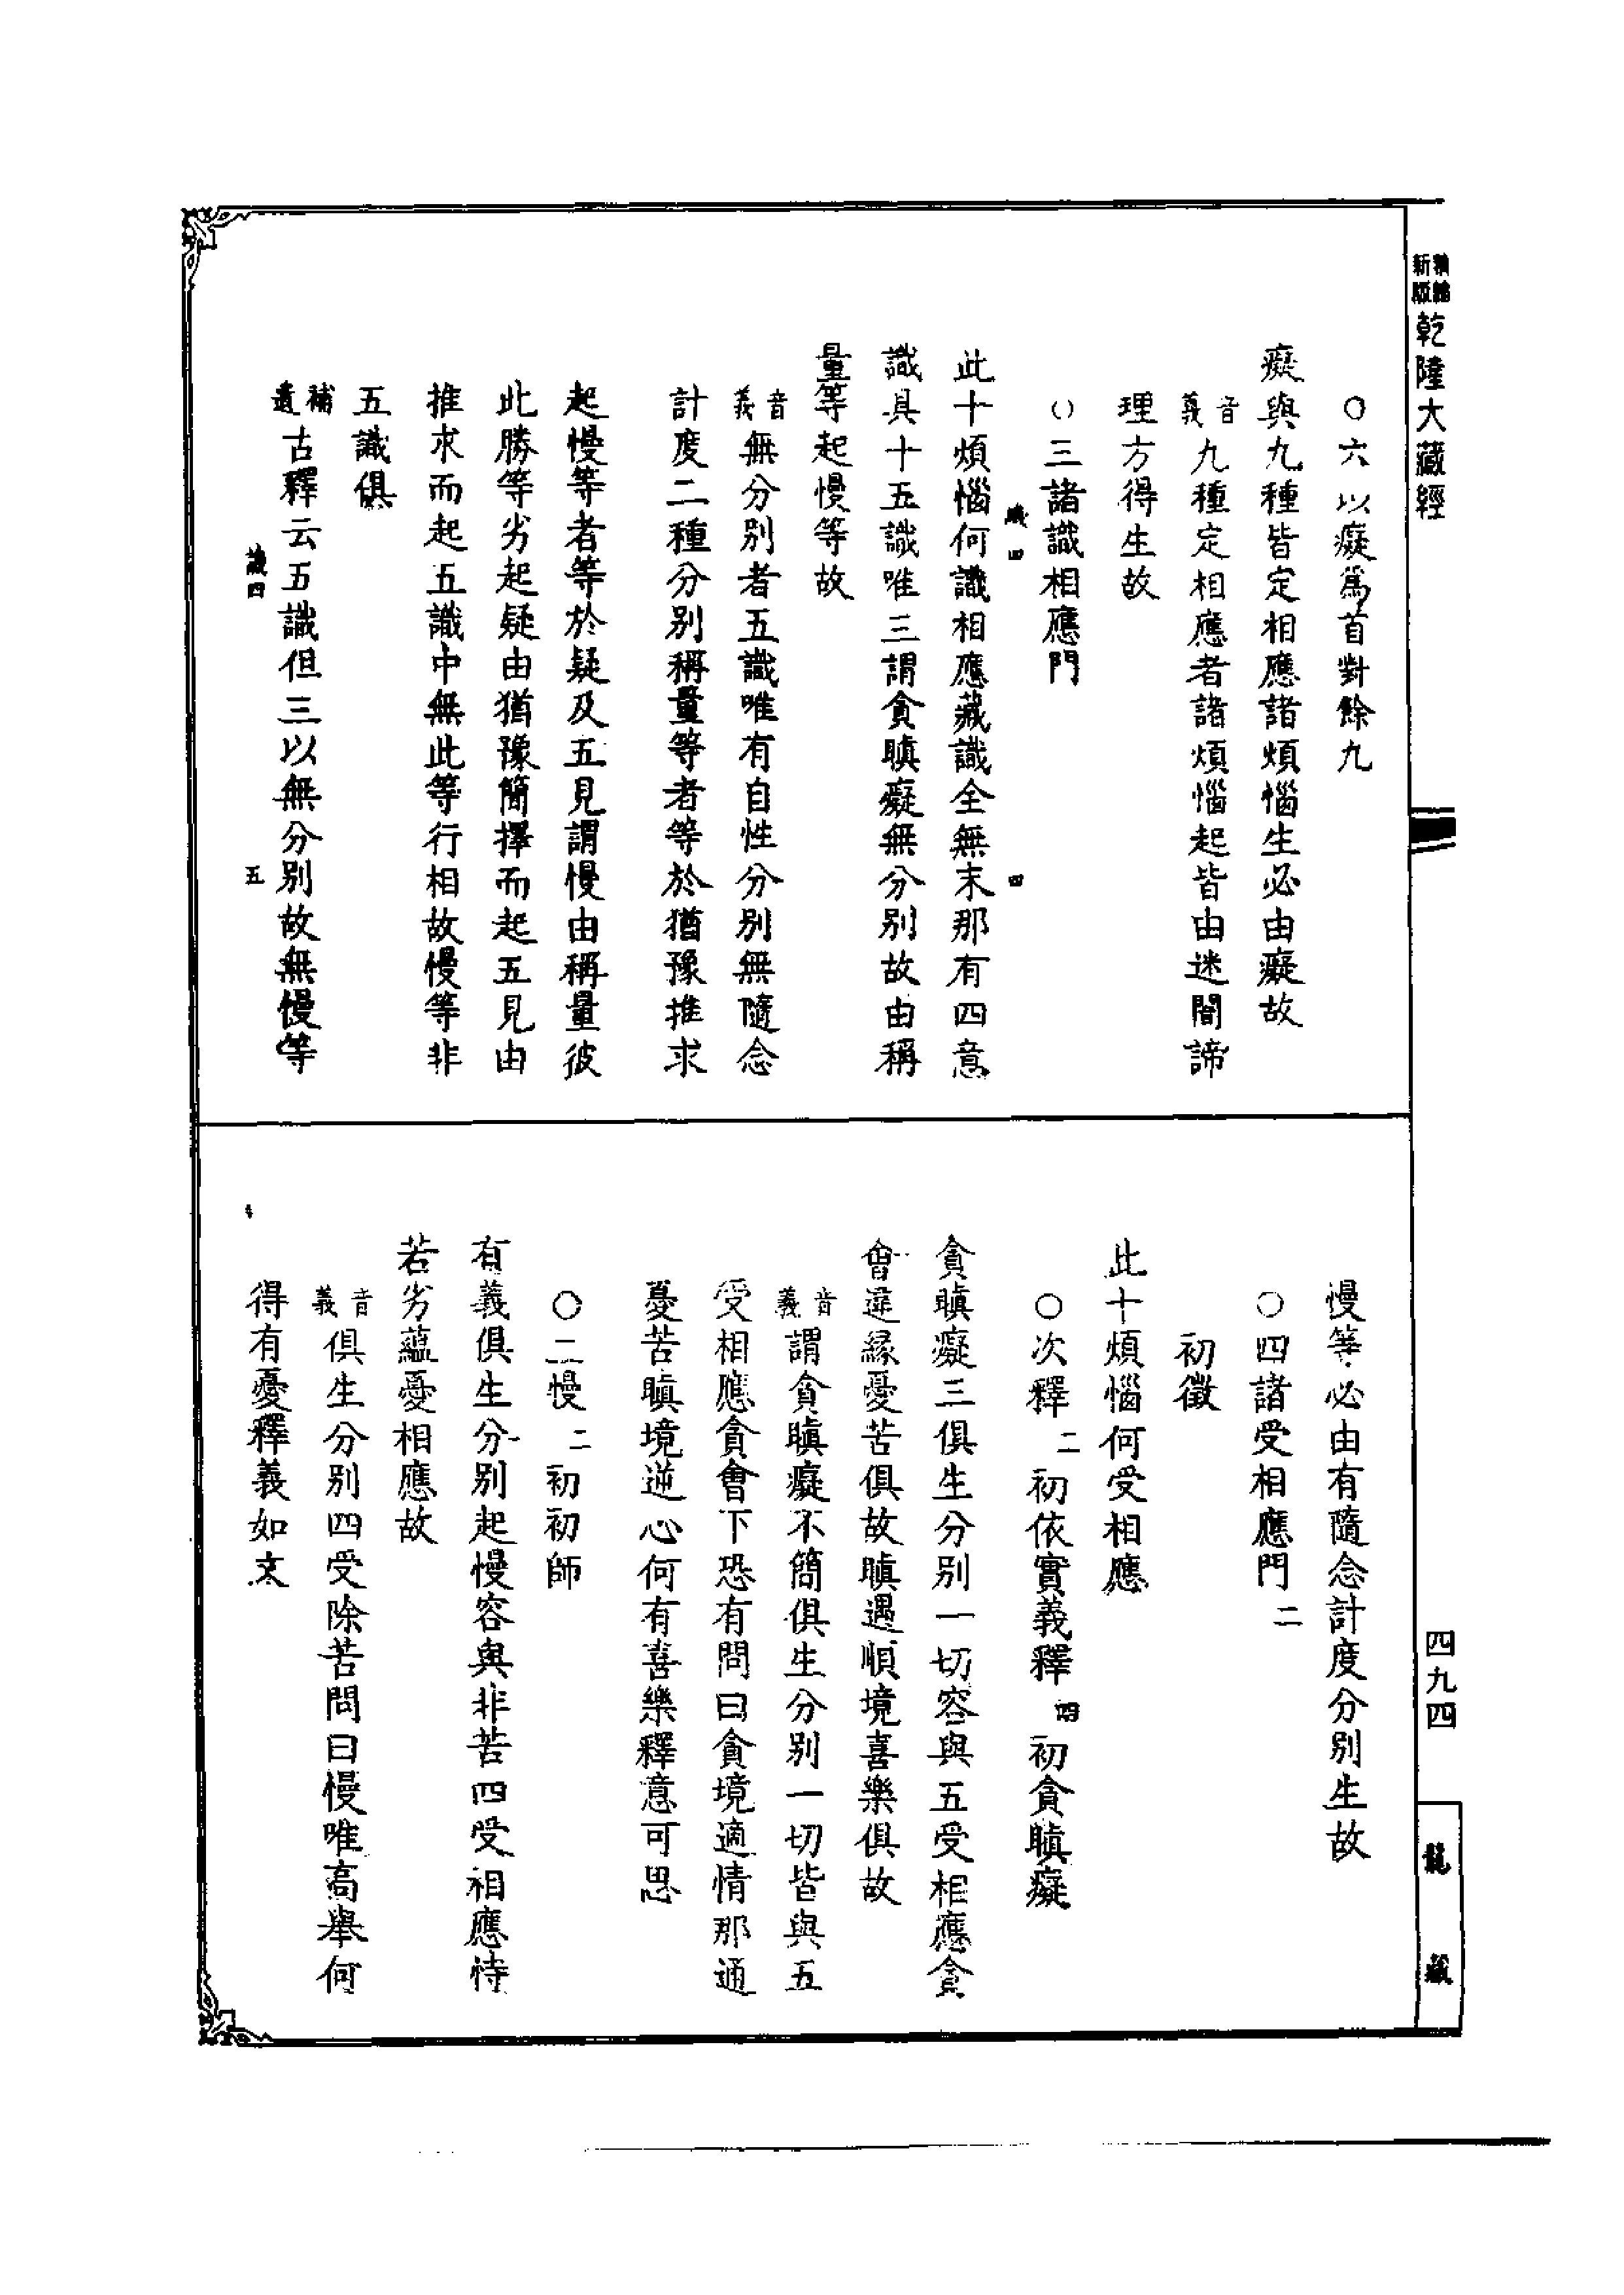 精編
新版
乾隆大藏經
〇六以癡爲首對餘九
癡與九種皆定相應諸煩惱生必由癡故
音義九種定相應者諸煩惱起皆由迷闇諦
理方得生故
〇三諸識相應門
識四 四
此十煩惱何識相應藏識全無末那有四意
識具十五識唯三謂貪瞋癡無分別故由稱
量等起慢等故
音義無分別者五識唯有自性分別無隨念
計度二種分別稱量等者等於猶豫推求
起慢等者等於疑及五見謂慢由稱量彼
此勝等劣起疑由猶豫簡擇而起五見由
推求而起五識中無此等行相故慢等非
五識俱
補遺古釋云五識但三以無分別故無慢等
識四 五
慢等必由有隨念計度分別生故
〇四諸受相應門二
初徵
此十煩惱何受相應
〇次釋二初依實義釋四初貪瞋癡
貪瞋癡三俱生分別一切容與五受相應貪
會違緣憂苦俱故瞋遇順境喜樂俱故
音義謂貪瞋癡不簡俱生分別一切皆與五
受相應貪會下恐有問曰貪境適情那通
憂苦瞋境逆心何有喜樂釋意可思
〇二慢二初初師
有義俱生分別起慢容與非苦四受相應恃
苦劣蘊憂相應故
音義俱生分別四受除苦問曰慢唯高舉何
得有憂釋義如文
四九四
龍藏